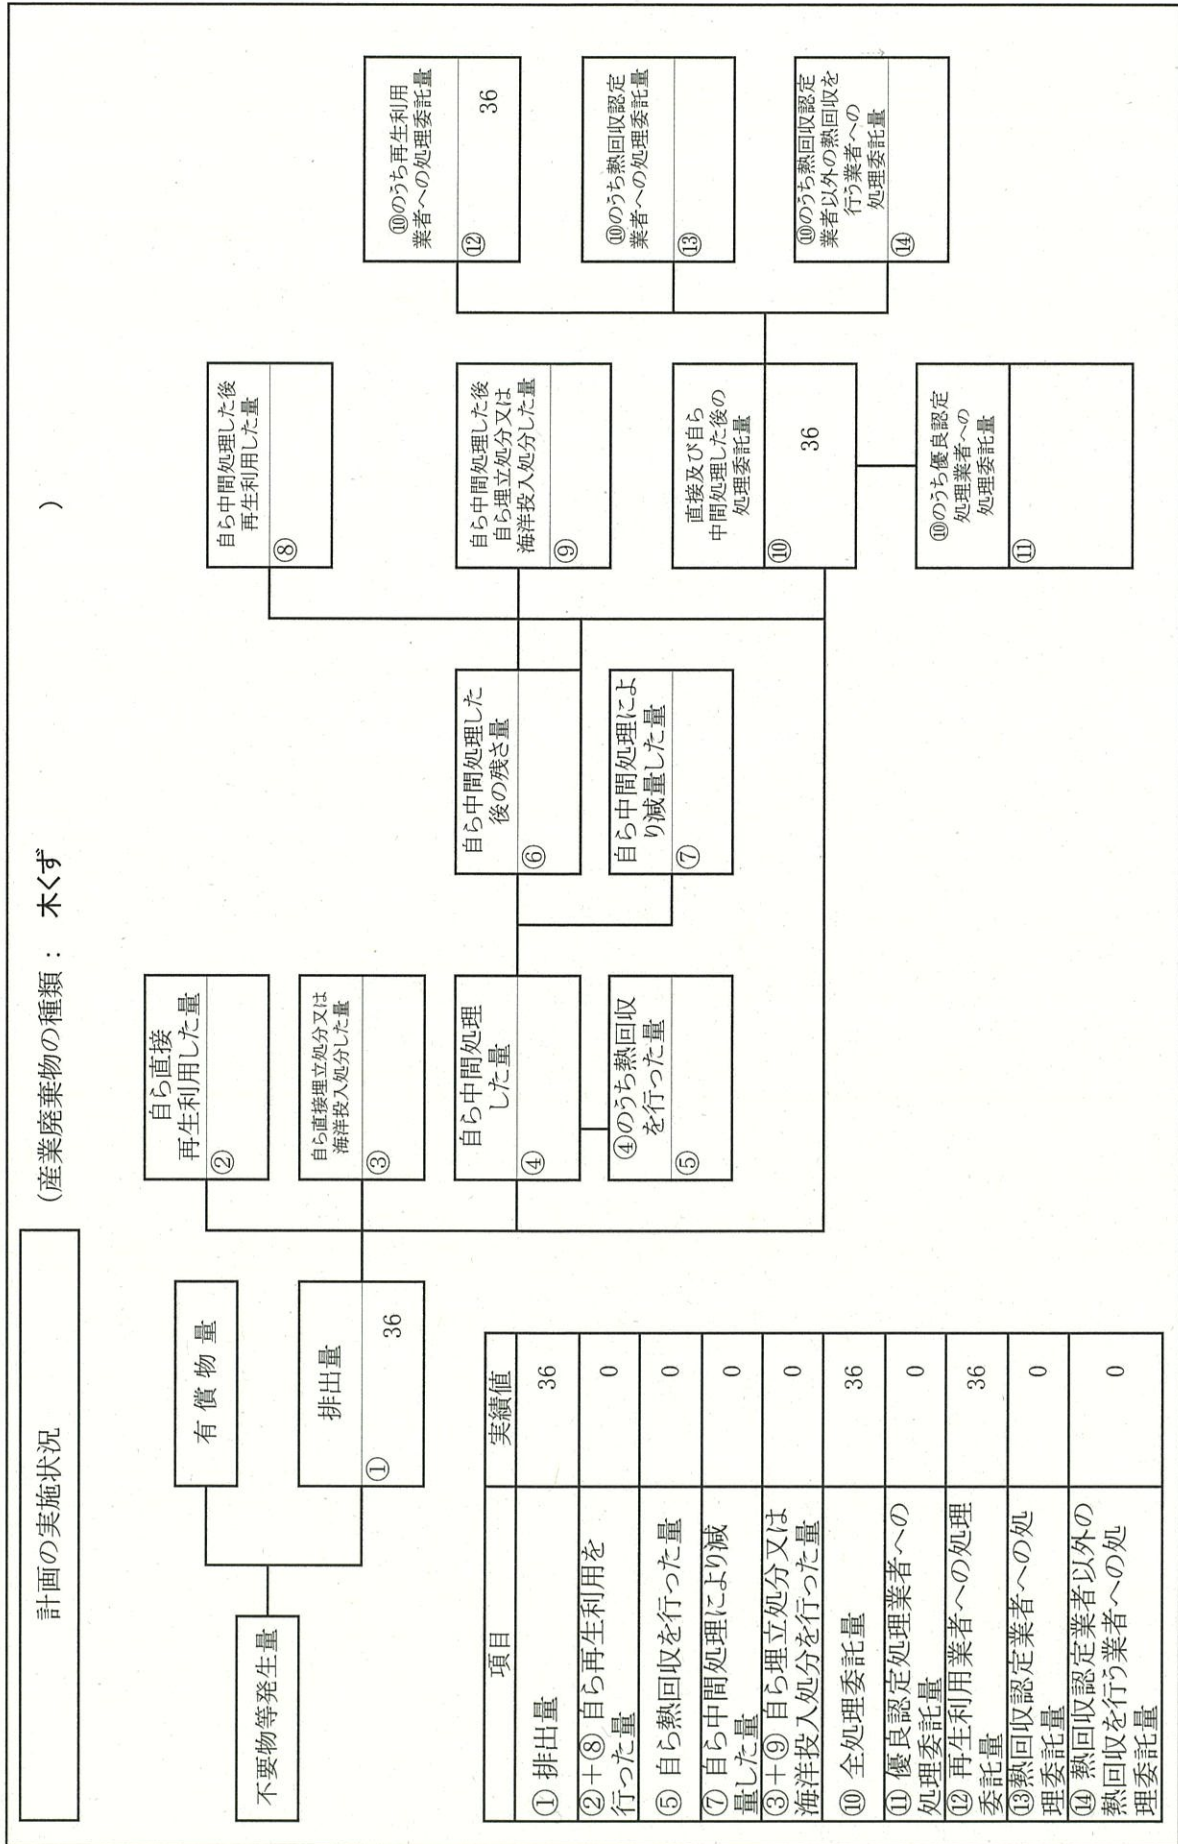 計画の実施状況
(産業廃棄物の種類： 木くず )
不要物等発生量
有償物量
排出量
① 36
自ら直接
再生利用した量
②
自ら直接埋立処分又は
海洋投入処分した量
③
自ら中間処理
した量
④
④のうち熱回収
を行った量
⑤
自ら中間処理した
後の残さ量
⑥
自ら中間処理によ
り減量した量
⑦
自ら中間処理した後
再生利用した量
⑧
自ら中間処理した後
自ら埋立処分又は
海洋投入処分した量
⑨
直接及び自ら
中間処理した後の
処理委託量
⑩ 36
⑩のうち優良認定
処理業者への
処理委託量
⑪
⑩のうち再生利用
業者への処理委託量
⑫ 36
⑩のうち熱回収認定
業者への処理委託量
⑬
⑩のうち熱回収認定
業者以外の熱回収を
行う業者への
処理委託量
⑭
項目 実績値
① 排出量 36
②＋⑧ 自ら再生利用を
行った量 0
⑤ 自ら熱回収を行った量 0
⑦ 自ら中間処理により減
量した量 0
③＋⑨ 自ら埋立処分又は
海洋投入処分を行った量 0
⑩ 全処理委託量 36
⑪ 優良認定処理業者への
処理委託量 0
⑫ 再生利用業者への処理
委託量 36
⑬熱回収認定業者への処
理委託量 0
⑭ 熱回収認定業者以外の
熱回収を行う業者への処
理委託量 0